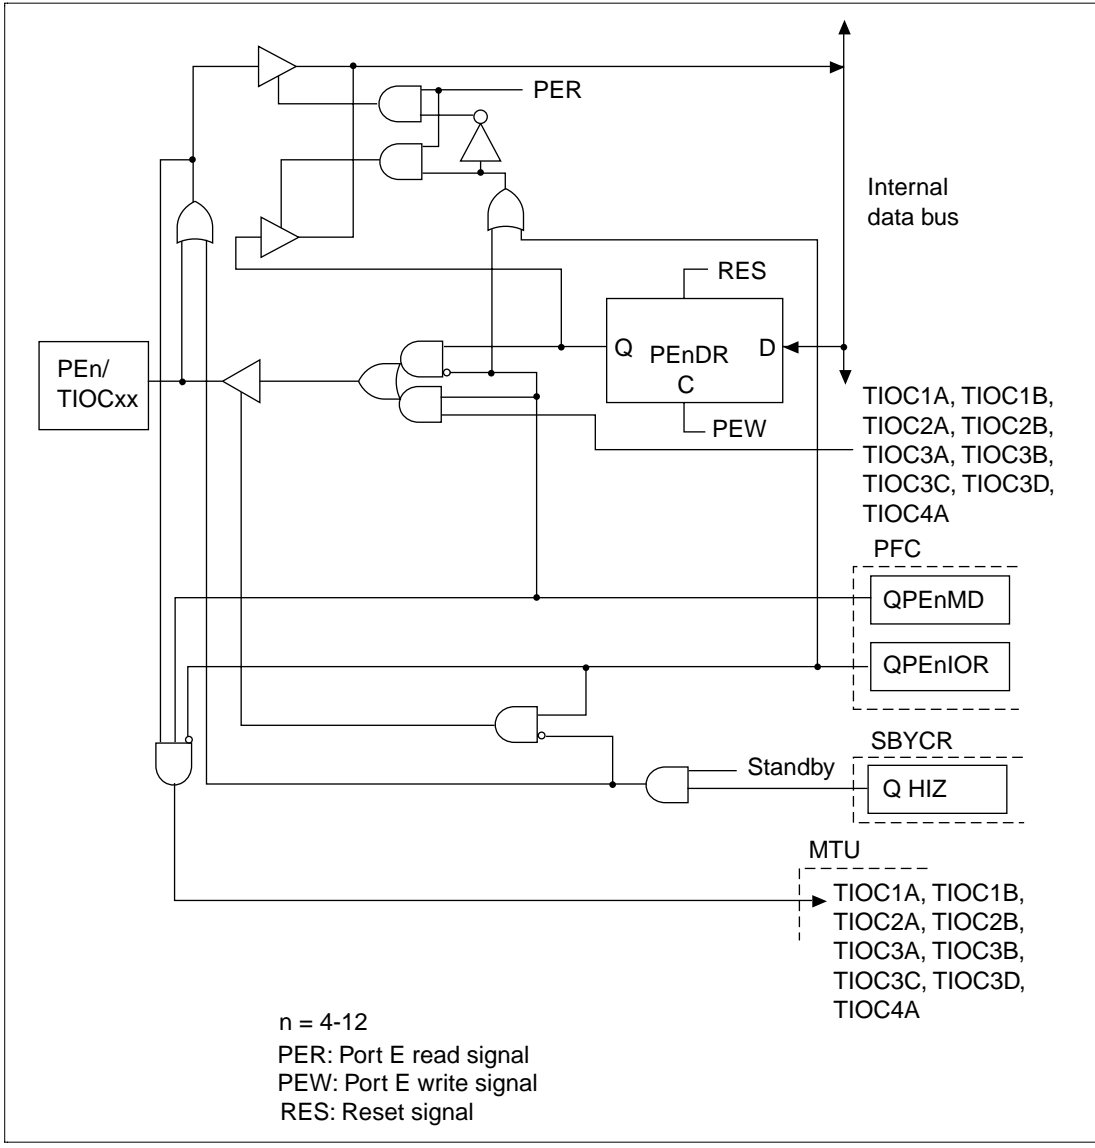 PER
Internal
data bus
RES
Q PEnDR D
C
PEn/
TIOCxx
PEW
TIOC1A, TIOC1B,
TIOC2A, TIOC2B,
TIOC3A, TIOC3B,
TIOC3C, TIOC3D,
TIOC4A
PFC
QPEnMD
QPEnIOR
SBYCR
Standby
Q HIZ
MTU
TIOC1A, TIOC1B,
TIOC2A, TIOC2B,
TIOC3A, TIOC3B,
TIOC3C, TIOC3D,
TIOC4A
n = 4-12
PER: Port E read signal
PEW: Port E write signal
RES: Reset signal